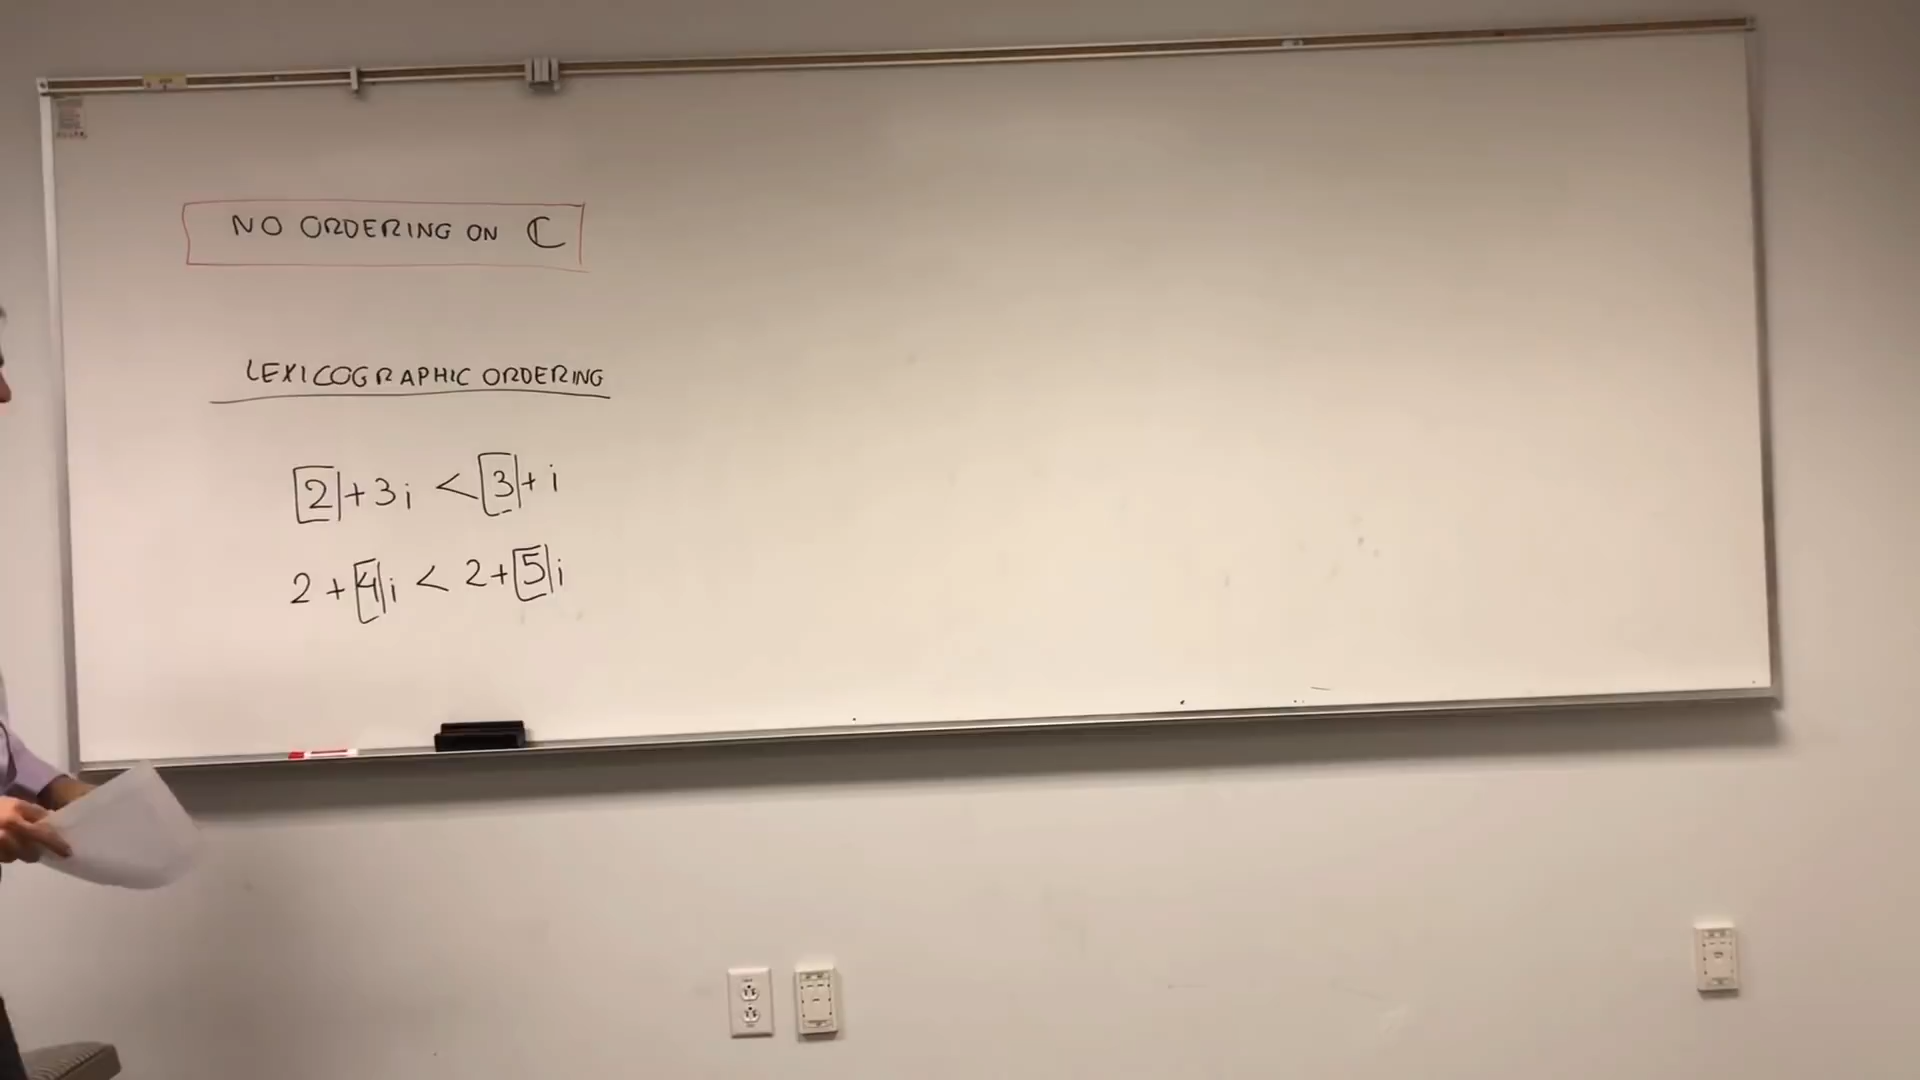 NO ORDERING ON ℂ
LEXICOGRAPHIC ORDERING
2+3i < 3+i
2+4i < 2+5i